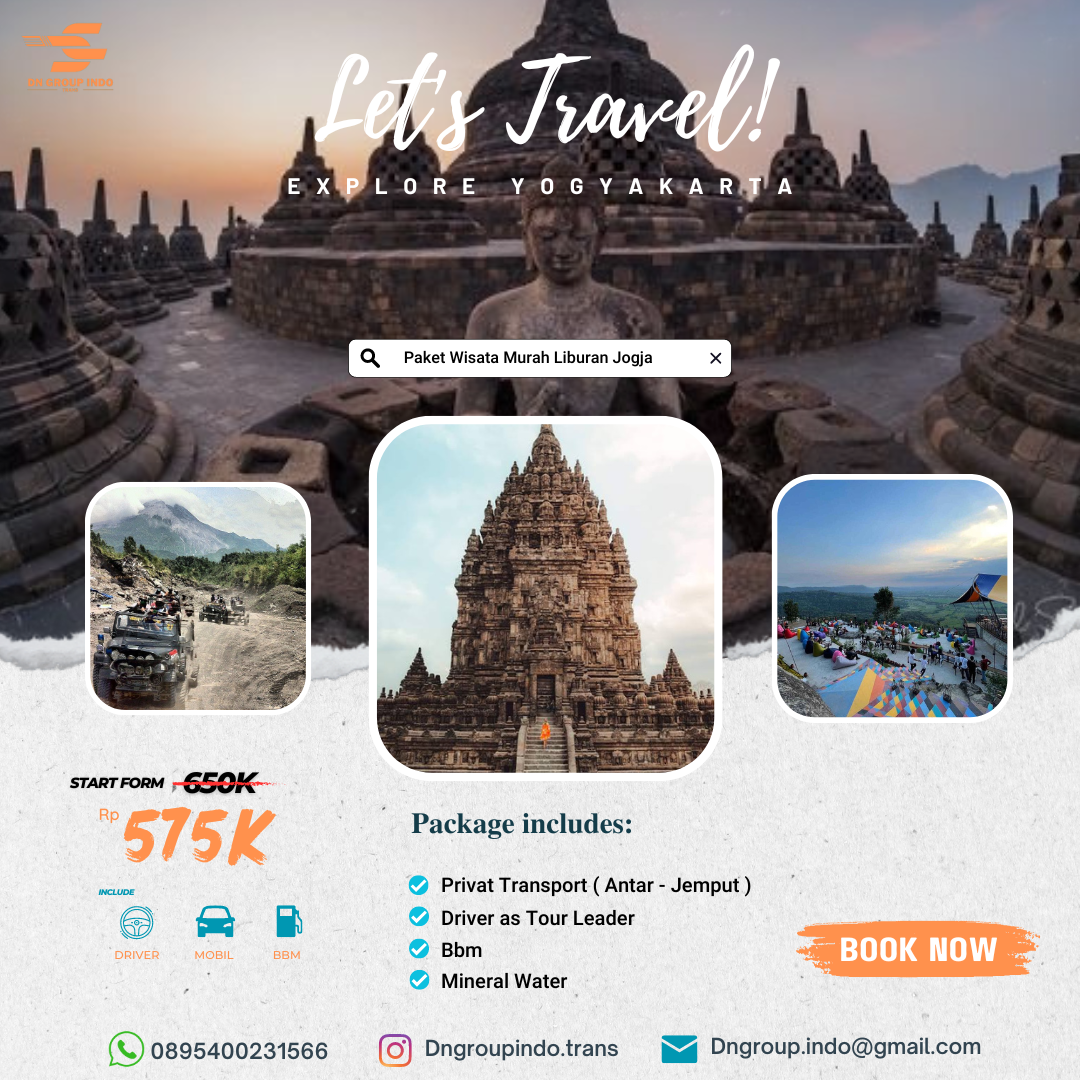 DN GROUP INDO
Let's Travel!
EXPLORE YOGYAKARTA
Paket Wisata Murah Liburan Jogja
START FORM 650K
Rp 575K
INCLUDE
DRIVER MOBIL BBM
Package includes:
Privat Transport ( Antar - Jemput )
Driver as Tour Leader
Bbm
Mineral Water
BOOK NOW
0895400231566 Dngroupindo.trans Dngroup.indo@gmail.com